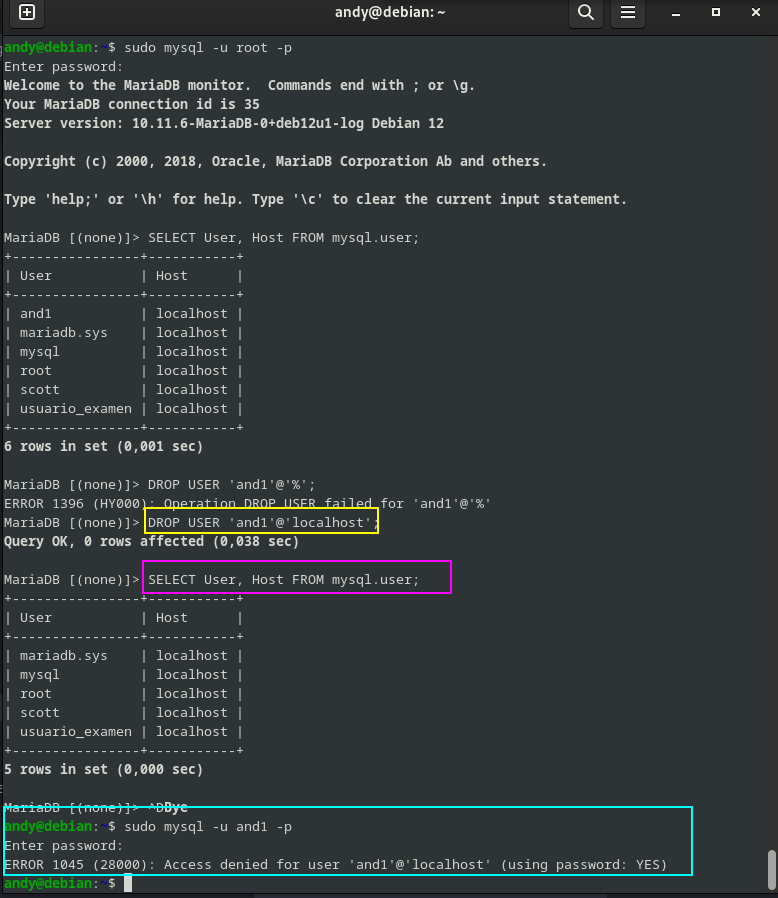 andy@debian: ~
andy@debian:~$ sudo mysql -u root -p
Enter password:
Welcome to the MariaDB monitor.  Commands end with ; or \g.
Your MariaDB connection id is 35
Server version: 10.11.6-MariaDB-0+deb12u1-log Debian 12
Copyright (c) 2000, 2018, Oracle, MariaDB Corporation Ab and others.
Type 'help;' or '\h' for help. Type '\c' to clear the current input statement.
MariaDB [(none)]> SELECT User, Host FROM mysql.user;
+----------------+-----------+
| User           | Host      |
+----------------+-----------+
| and1           | localhost |
| mariadb.sys    | localhost |
| mysql          | localhost |
| root           | localhost |
| scott          | localhost |
| usuario_examen | localhost |
+----------------+-----------+
6 rows in set (0,001 sec)
MariaDB [(none)]> DROP USER 'and1'@'%';
ERROR 1396 (HY000): Operation DROP USER failed for 'and1'@'%'
MariaDB [(none)]> DROP USER 'and1'@'localhost';
Query OK, 0 rows affected (0,038 sec)
MariaDB [(none)]> SELECT User, Host FROM mysql.user;
+----------------+-----------+
| User           | Host      |
+----------------+-----------+
| mariadb.sys    | localhost |
| mysql          | localhost |
| root           | localhost |
| scott          | localhost |
| usuario_examen | localhost |
+----------------+-----------+
5 rows in set (0,000 sec)
MariaDB [(none)]> ^DBye
andy@debian:~$ sudo mysql -u and1 -p
Enter password:
ERROR 1045 (28000): Access denied for user 'and1'@'localhost' (using password: YES)
andy@debian:~$